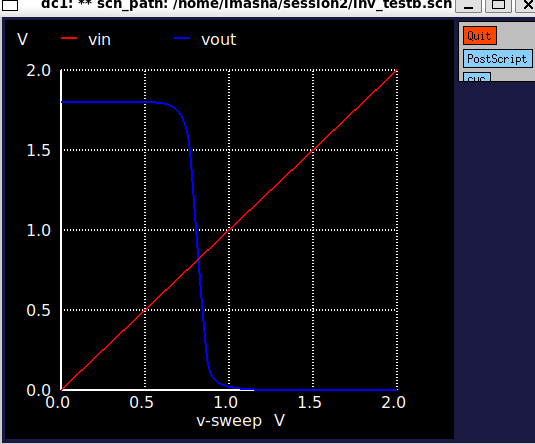 dc1: ** sch_path: /home/imasha/session2/inv_testb.sch
Quit
PostScript
V
vin
vout
2.0
1.5
1.0
0.5
0.0
0.0 0.5 1.0 1.5 2.0
v-sweep V